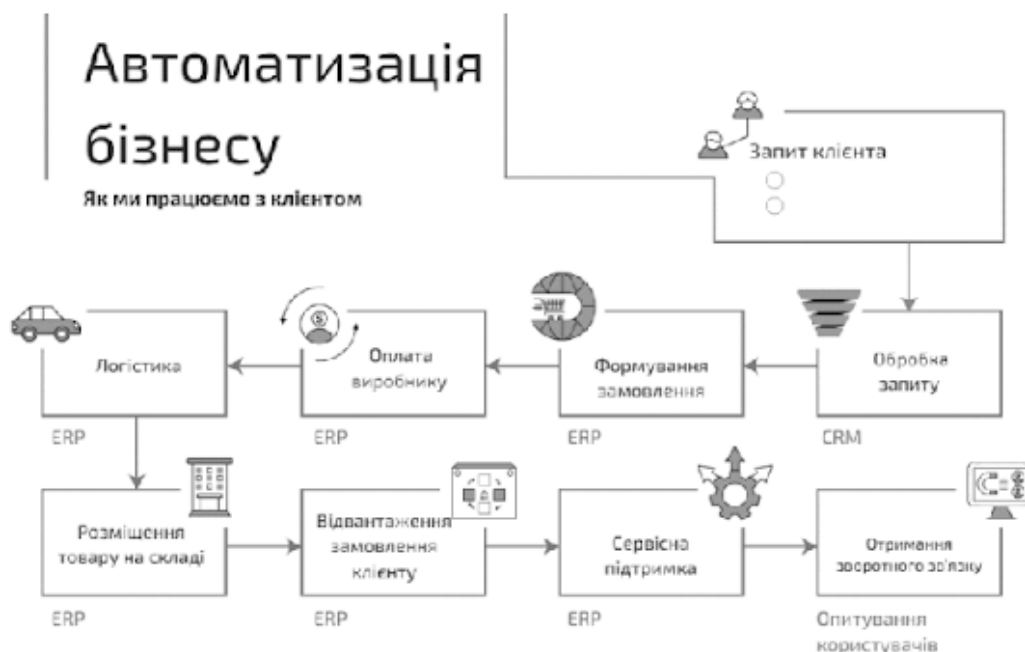 Автоматизація
бізнесу
Як ми працюємо з клієнтом
Запит клієнта
Обробка
запиту
CRM
Формування
замовлення
ERP
Оплата
виробнику
ERP
Логістика
ERP
Розміщення
товару на складі
ERP
Відвантаження
замовлення
клієнту
ERP
Сервісна
підтримка
ERP
Отримання
зворотного зв'язку
Опитування
користувачів